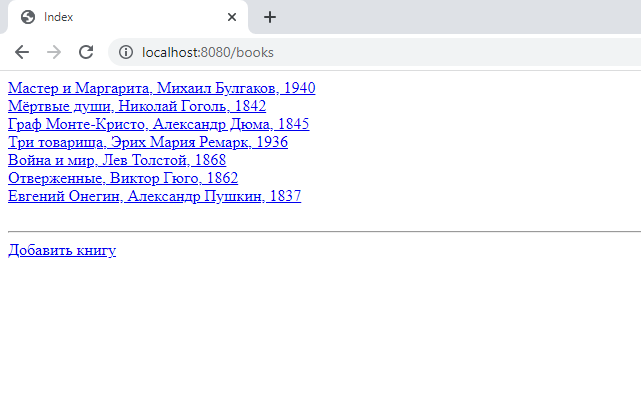 Index
localhost:8080/books
Мастер и Маргарита, Михаил Булгаков, 1940
Мёртвые души, Николай Гоголь, 1842
Граф Монте-Кристо, Александр Дюма, 1845
Три товарища, Эрих Мария Ремарк, 1936
Война и мир, Лев Толстой, 1868
Отверженные, Виктор Гюго, 1862
Евгений Онегин, Александр Пушкин, 1837
Добавить книгу